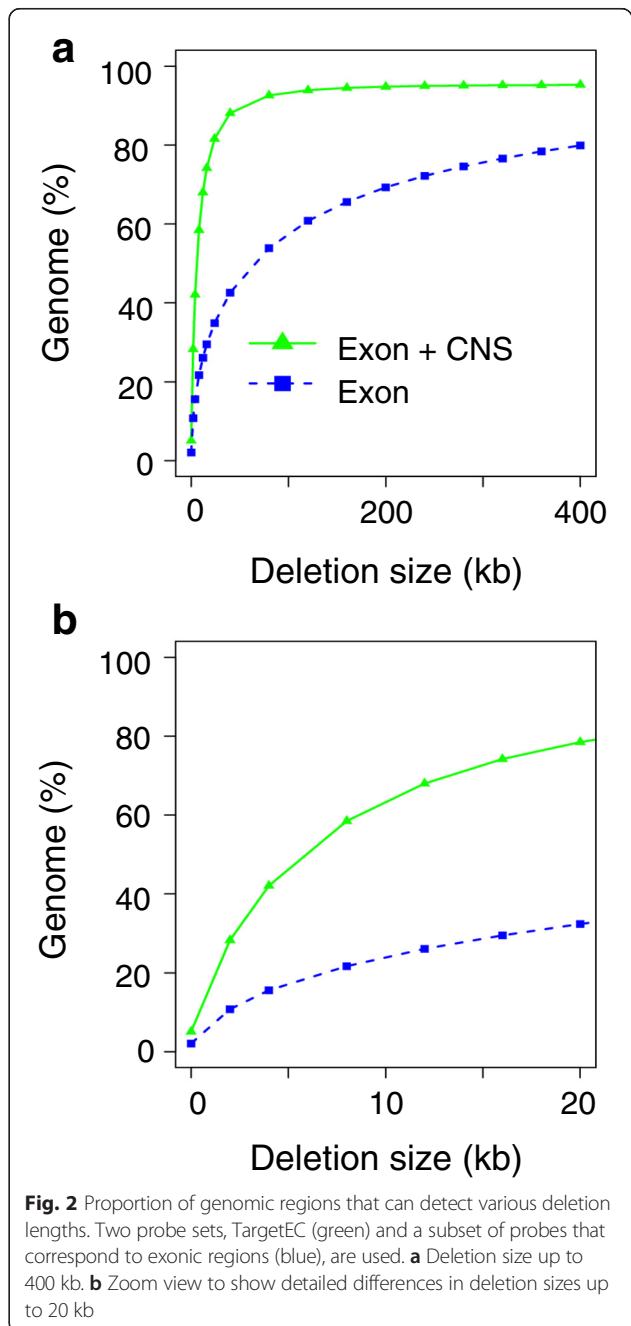 a
100
80
60
40
20
0
Genome (%)
Exon + CNS
Exon
0
200
400
Deletion size (kb)
b
100
80
60
40
20
0
Genome (%)
0
10
20
Deletion size (kb)
Fig. 2 Proportion of genomic regions that can detect various deletion
lengths. Two probe sets, TargetEC (green) and a subset of probes that
correspond to exonic regions (blue), are used. a Deletion size up to
400 kb. b Zoom view to show detailed differences in deletion sizes up
to 20 kb